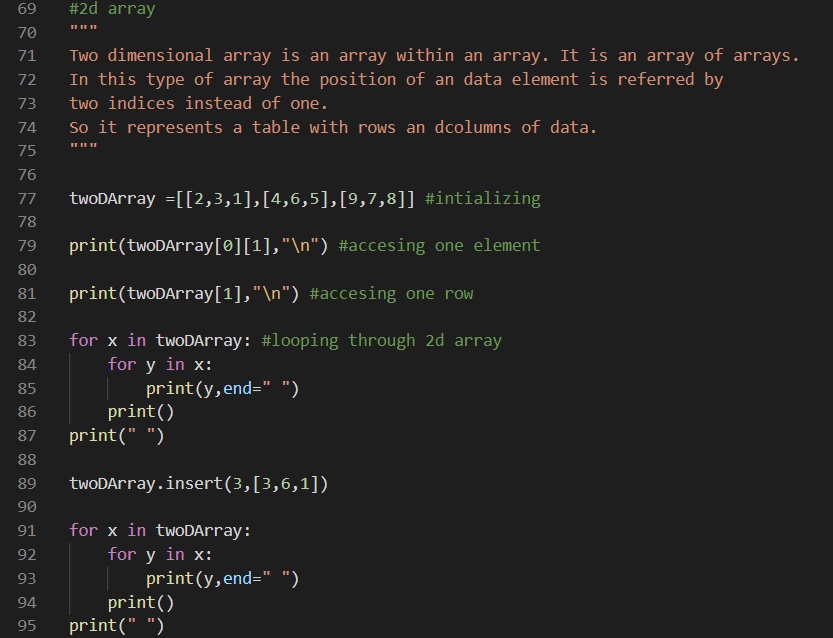 69 #2d array
70 """
71 Two dimensional array is an array within an array. It is an array of arrays.
72 In this type of array the position of an data element is referred by
73 two indices instead of one.
74 So it represents a table with rows an dcolumns of data.
75 """
76
77 twoDArray =[[2,3,1],[4,6,5],[9,7,8]] #intializing
78
79 print(twoDArray[0][1],"\n") #accesing one element
80
81 print(twoDArray[1],"\n") #accesing one row
82
83 for x in twoDArray: #looping through 2d array
84     for y in x:
85         print(y,end=" ")
86     print()
87 print(" ")
88
89 twoDArray.insert(3,[3,6,1])
90
91 for x in twoDArray:
92     for y in x:
93         print(y,end=" ")
94     print()
95 print(" ")